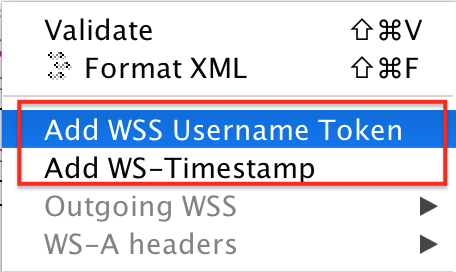 Validate ⇧⌘V
Format XML ⇧⌘F
Add WSS Username Token
Add WS-Timestamp
Outgoing WSS ▶
WS-A headers ▶